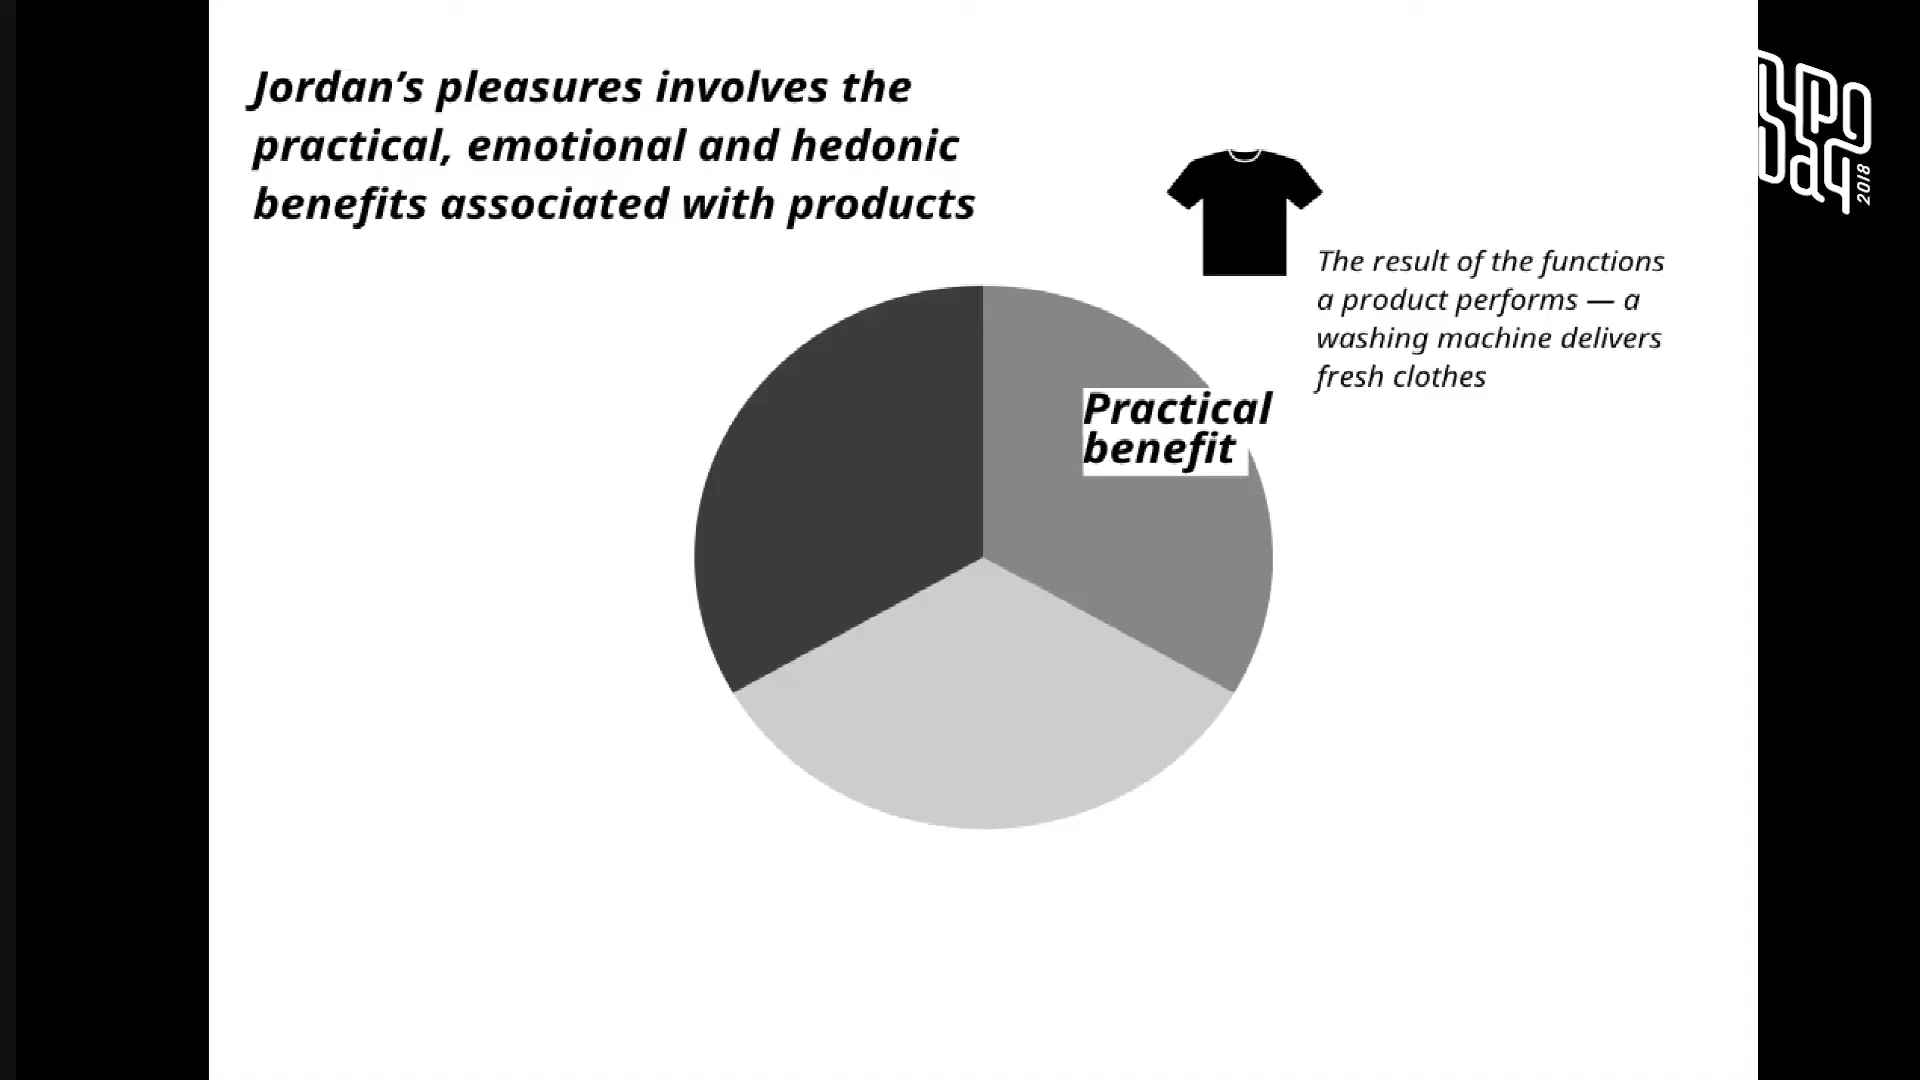 Jordan’s pleasures involves the
practical, emotional and hedonic
benefits associated with products
The result of the functions
a product performs — a
washing machine delivers
fresh clothes
Practical
benefit
2018